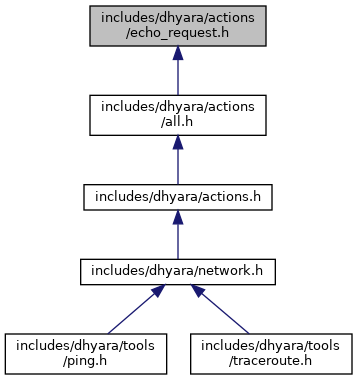 includes/dhyara/actions
/echo_request.h
includes/dhyara/actions
/all.h
includes/dhyara/actions.h
includes/dhyara/network.h
includes/dhyara/tools
/ping.h
includes/dhyara/tools
/traceroute.h